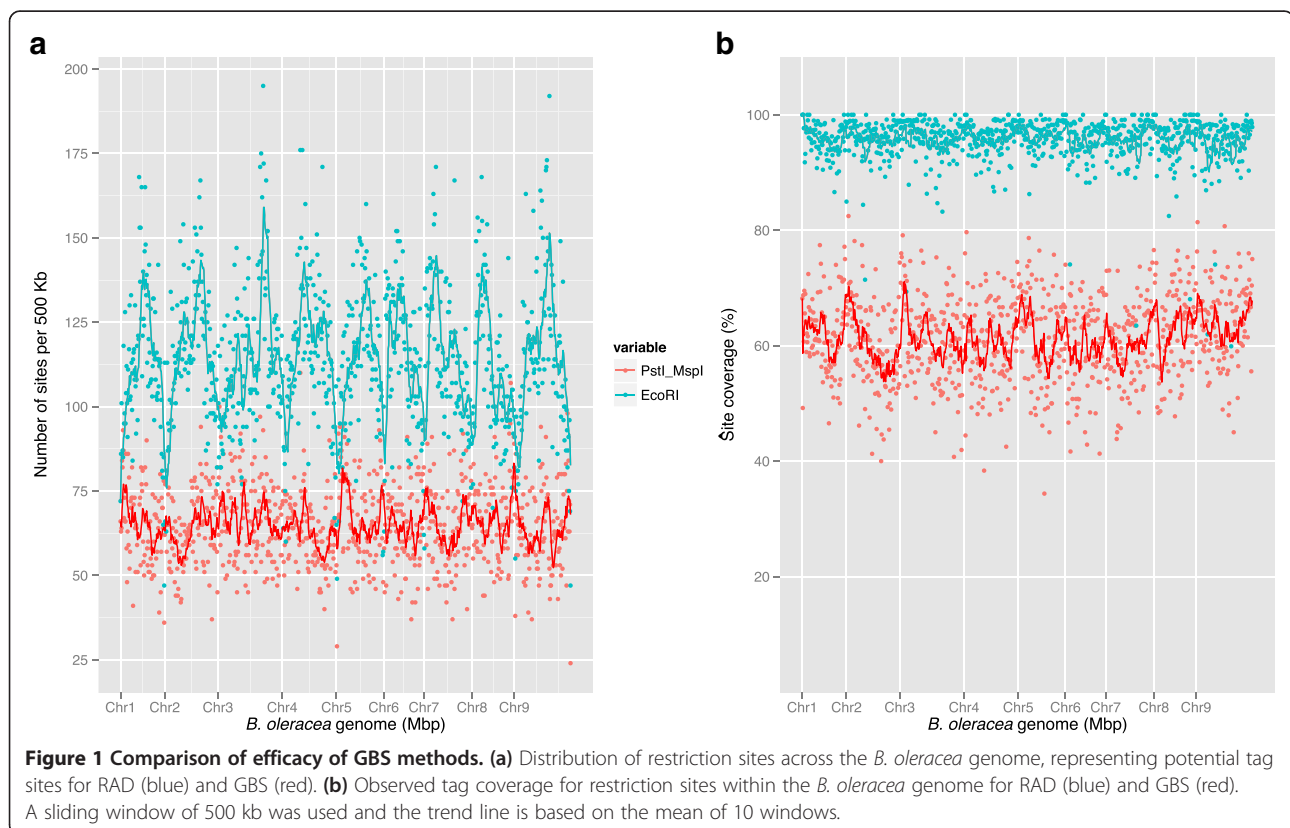 a
b
200
175
150
125
100
75
50
25
Number of sites per 500 Kb
Chr1 Chr2 Chr3 Chr4 Chr5 Chr6 Chr7 Chr8 Chr9
B. oleracea genome (Mbp)
variable
PstI_MspI
EcoRI
100
80
60
40
20
Site coverage (%)
Chr1 Chr2 Chr3 Chr4 Chr5 Chr6 Chr7 Chr8 Chr9
B. oleracea genome (Mbp)
Figure 1 Comparison of efficacy of GBS methods. (a) Distribution of restriction sites across the B. oleracea genome, representing potential tag
sites for RAD (blue) and GBS (red). (b) Observed tag coverage for restriction sites within the B. oleracea genome for RAD (blue) and GBS (red).
A sliding window of 500 kb was used and the trend line is based on the mean of 10 windows.